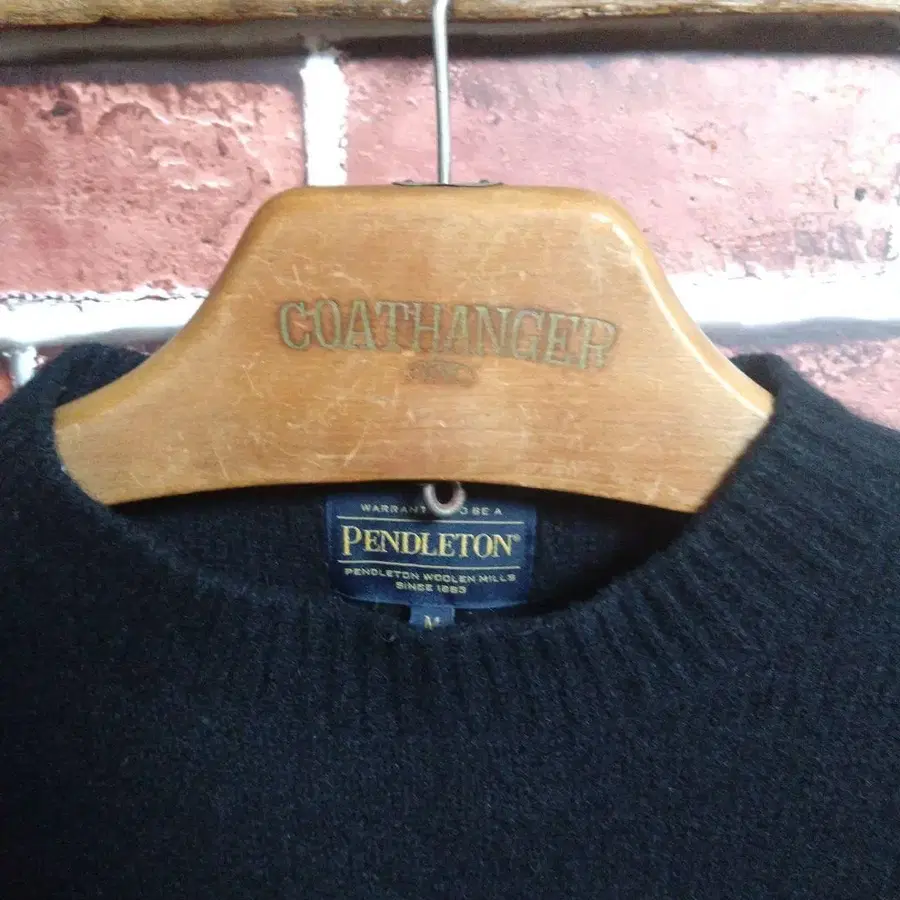 COATHANGER
WARRANT O BE A
PENDLETON®
PENDLETON WOOLEN MILLS
SINCE 1863
M